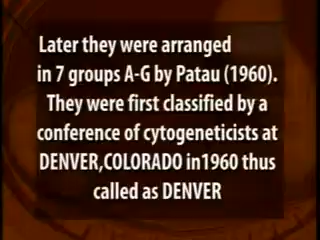 Later they were arranged
in 7 groups A-G by Patau (1960).
They were first classified by a
conference of cytogeneticists at
DENVER,COLORADO in1960 thus
called as DENVER